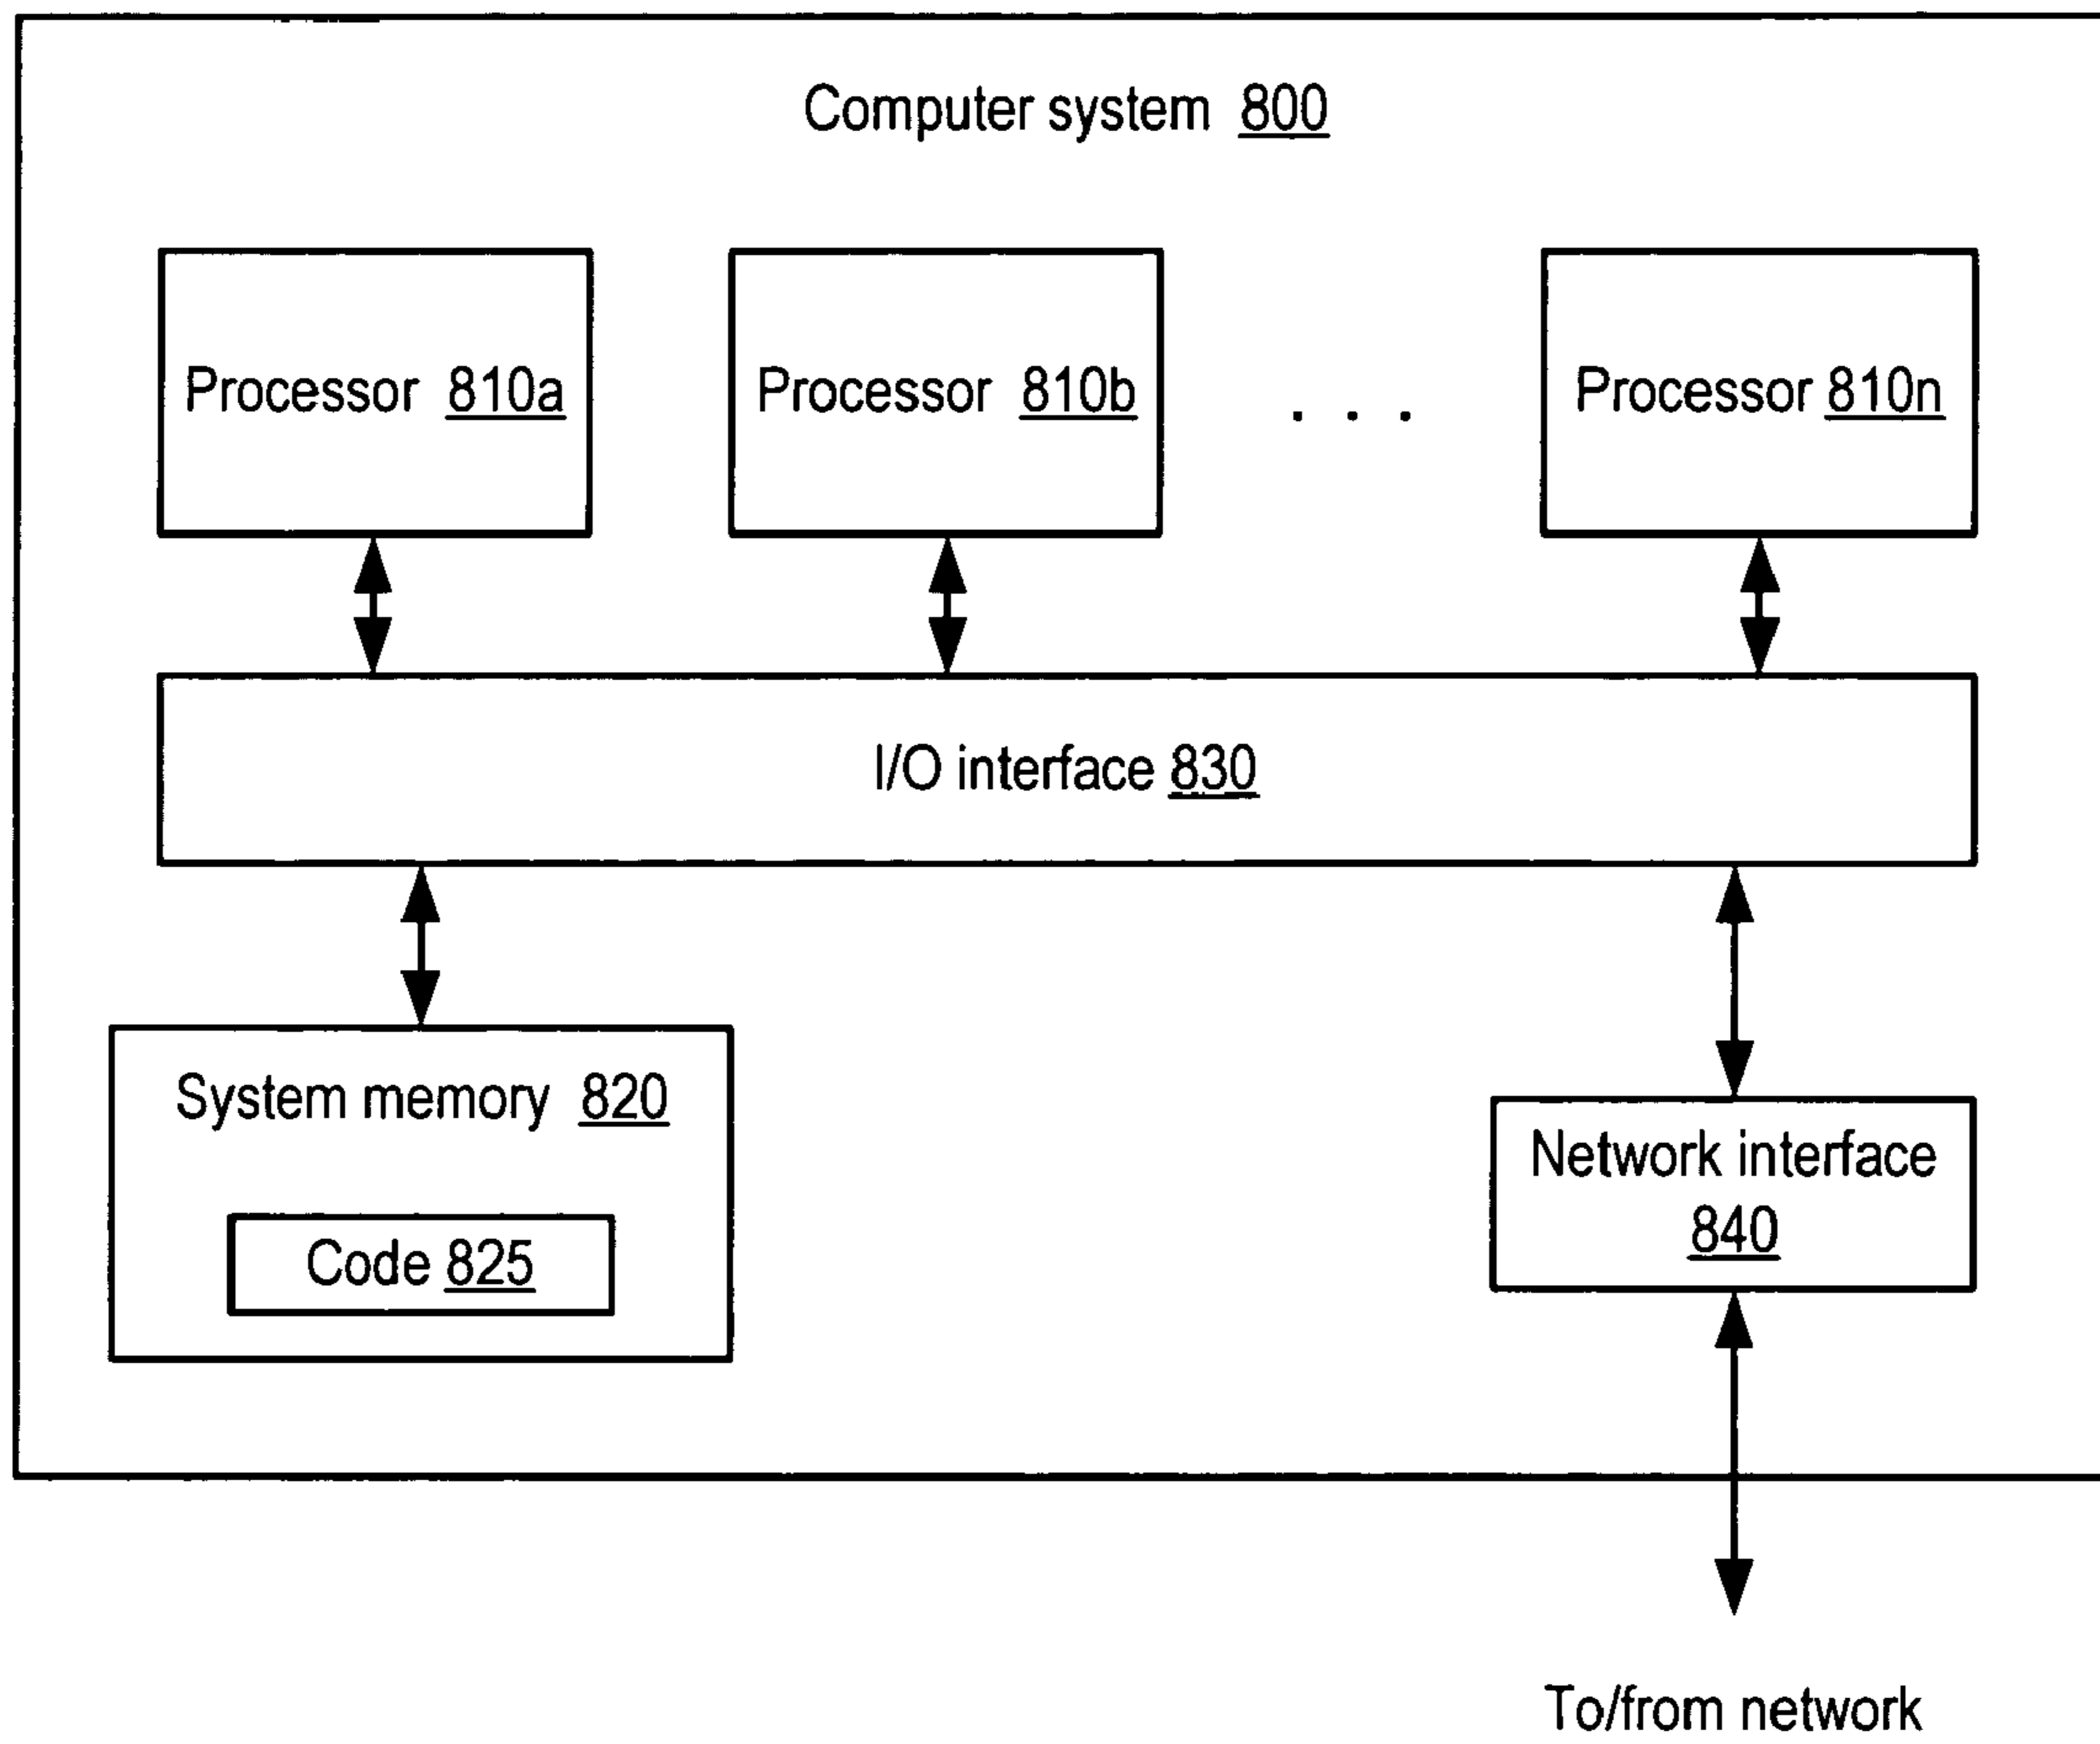 Computer system 800
Processor 810a
Processor 810b
. . .
Processor 810n
I/O interface 830
System memory 820
Code 825
Network interface
840
To/from network